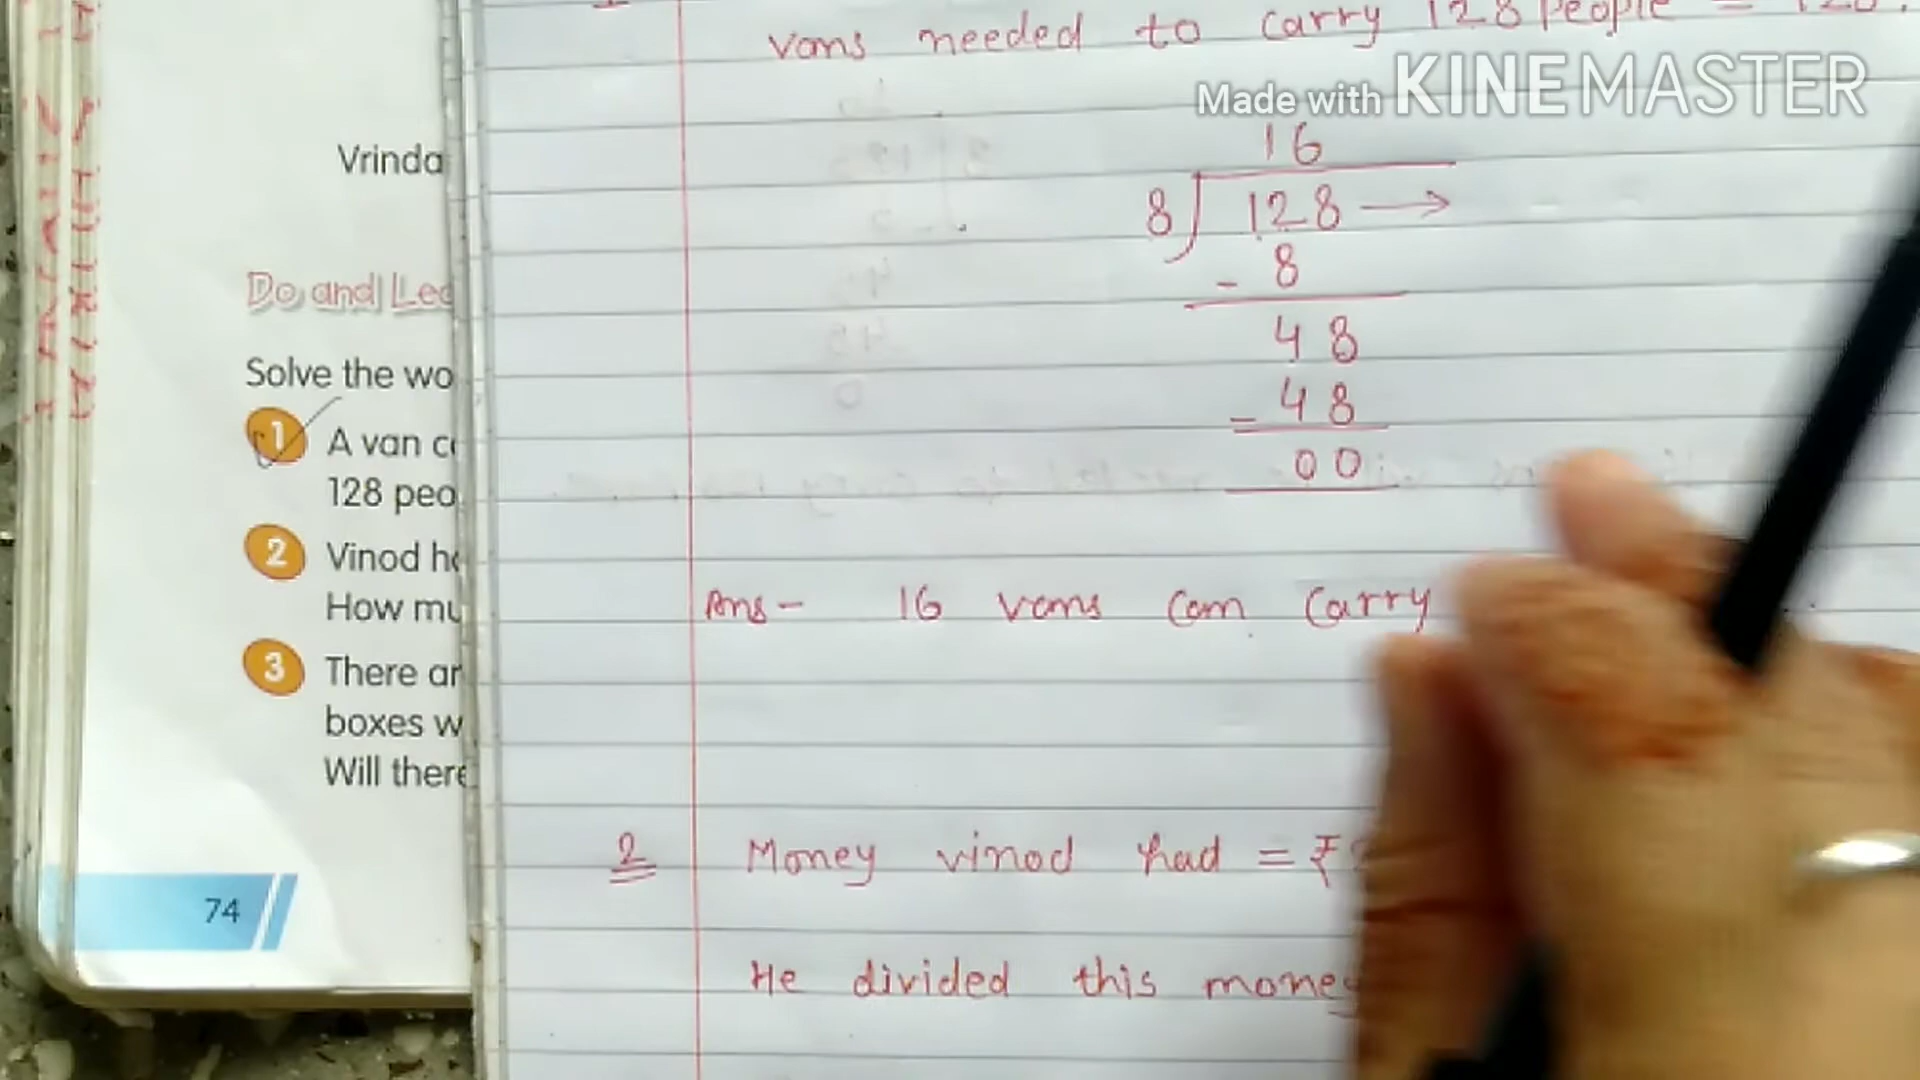 Vans needed to carry 128 People =
Made with KINEMASTER
16
8 128 →
- 8
48
- 48
00
Ans - 16 vans can carry
2 Money vinod had = ₹
He divided this money
Vrinda
Do and Lea
Solve the wo
1 A van c
128 peo
2 Vinod h
How mu
3 There ar
boxes w
Will there
74